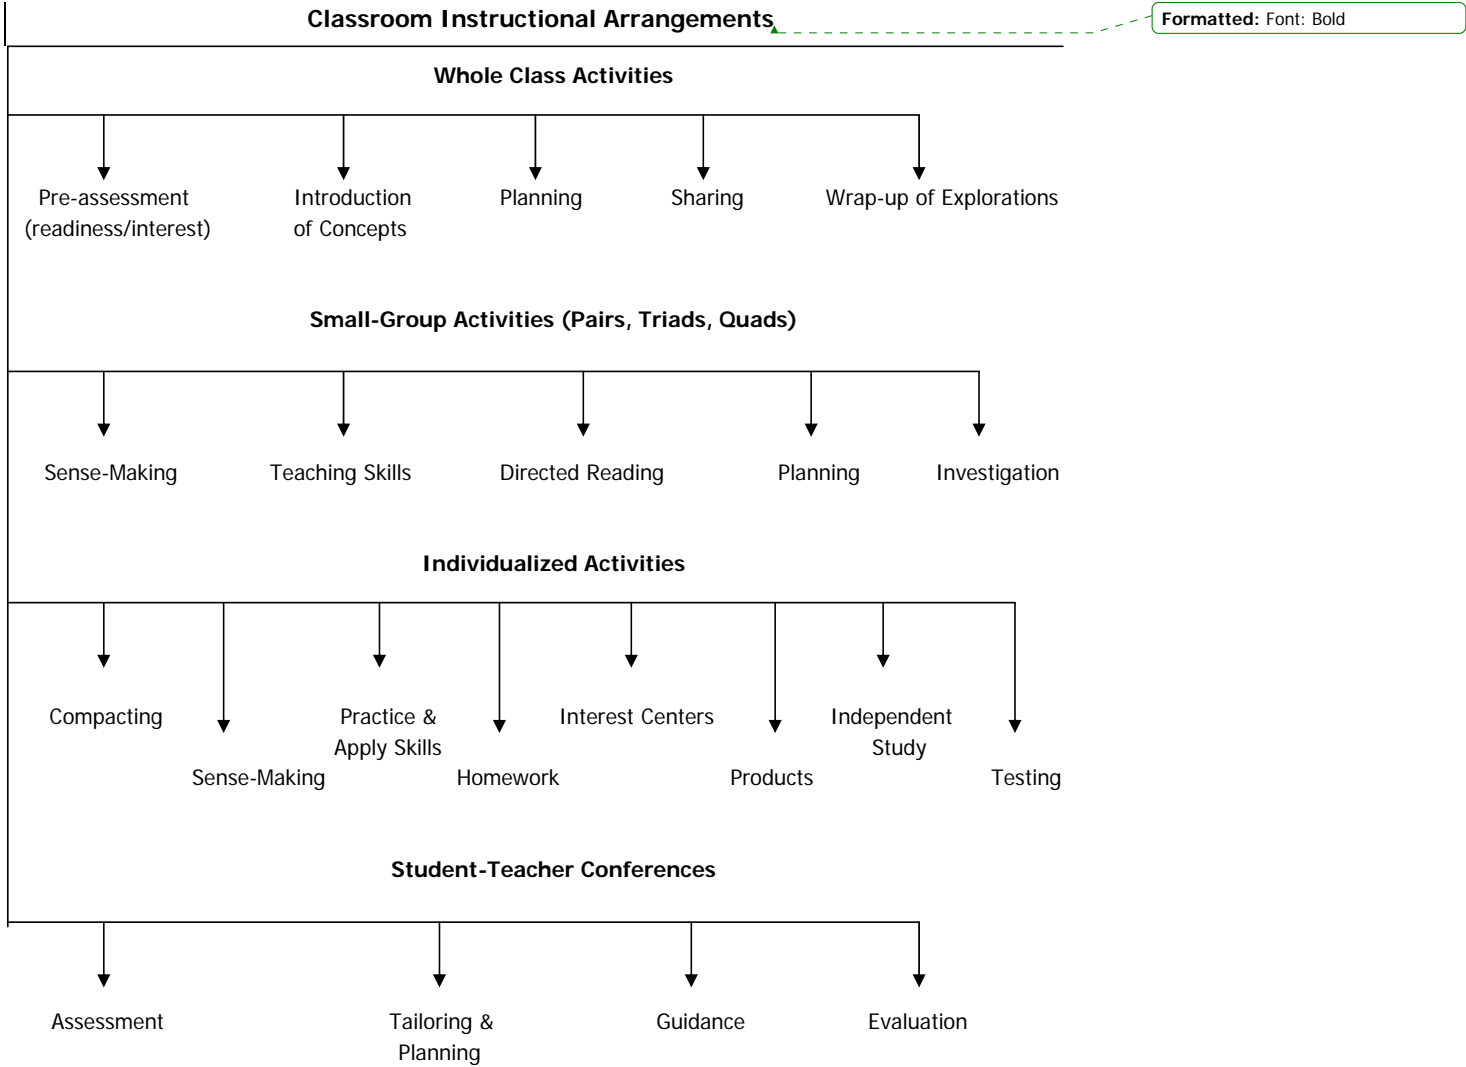 Classroom Instructional Arrangements
Formatted: Font: Bold
Whole Class Activities
Pre-assessment
(readiness/interest)
Introduction
of Concepts
Planning
Sharing
Wrap-up of Explorations
Small-Group Activities (Pairs, Triads, Quads)
Sense-Making
Teaching Skills
Directed Reading
Planning
Investigation
Individualized Activities
Compacting
Sense-Making
Practice &
Apply Skills
Homework
Interest Centers
Products
Independent
Study
Testing
Student-Teacher Conferences
Assessment
Tailoring &
Planning
Guidance
Evaluation